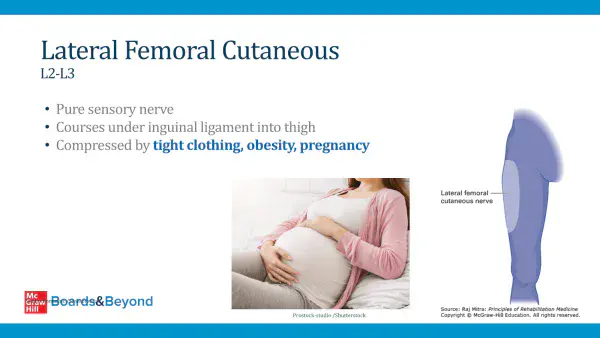 Lateral Femoral Cutaneous
L2-L3
• Pure sensory nerve
• Courses under inguinal ligament into thigh
• Compressed by tight clothing, obesity, pregnancy
Lateral femoral
cutaneous nerve
Mc
Graw
Hill
Boards&Beyond
Prostock-studio /Shutterstock
Source: Raj Mitra: Principles of Rehabilitation Medicine
Copyright © McGraw-Hill Education. All rights reserved.